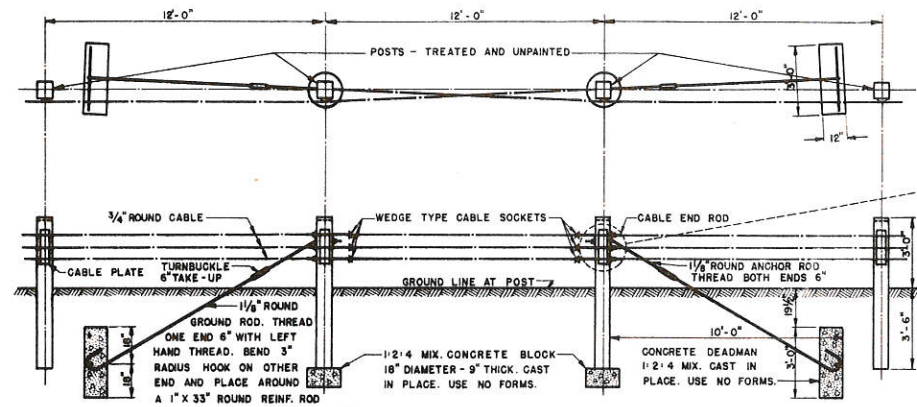 12'-0"
12'-0"
12'-0"
POSTS - TREATED AND UNPAINTED
3'-0"
12"
3/4" ROUND CABLE
WEDGE TYPE CABLE SOCKETS
CABLE END ROD
CABLE PLATE
TURNBUCKLE
6" TAKE-UP
GROUND LINE AT POST
1 1/8" ROUND ANCHOR ROD
THREAD BOTH ENDS 6"
3'-0"
1 1/8" ROUND
GROUND ROD. THREAD
ONE END 6" WITH LEFT
HAND THREAD. BEND 3"
RADIUS HOOK ON OTHER
END AND PLACE AROUND
A 1" X 33" ROUND REINF. ROD
18"
18"
1:2:4 MIX. CONCRETE BLOCK
18" DIAMETER - 9" THICK. CAST
IN PLACE. USE NO FORMS.
10'-0"
CONCRETE DEADMAN
1:2:4 MIX. CAST IN
PLACE. USE NO FORMS.
19 1/2"
3'-0"
3'-6"